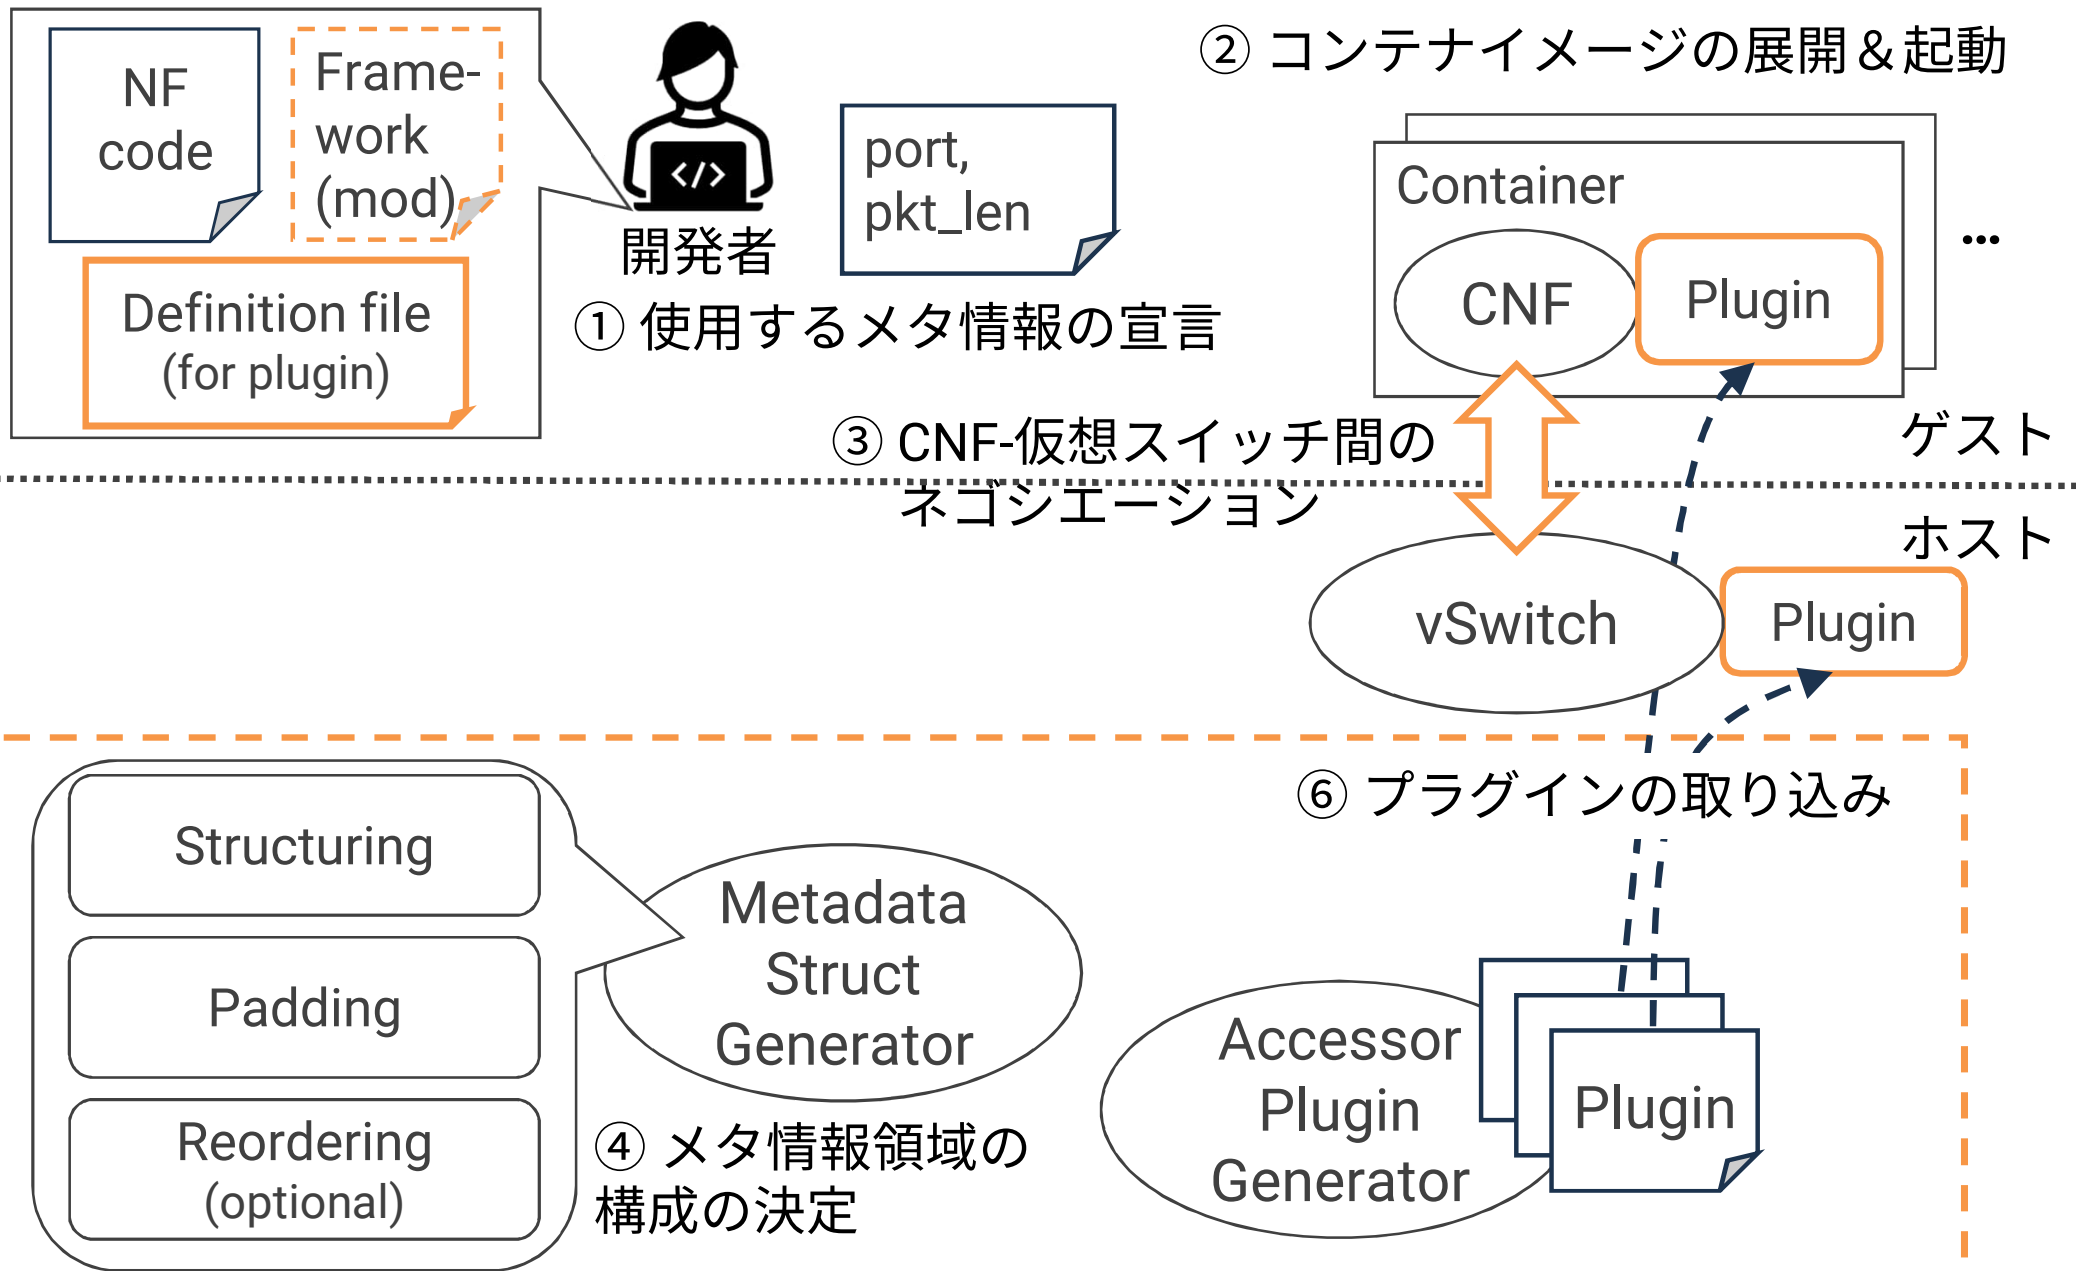 NF
code
Frame-
work
(mod)
Definition file
(for plugin)
</>
開発者
port,
pkt_len
① 使用するメタ情報の宣言
② コンテナイメージの展開＆起動
Container
CNF
Plugin
...
③ CNF-仮想スイッチ間の
ネゴシエーション
ゲスト
ホスト
vSwitch
Plugin
⑥ プラグインの取り込み
Structuring
Padding
Reordering
(optional)
Metadata
Struct
Generator
④ メタ情報領域の
構成の決定
Accessor
Plugin
Generator
Plugin